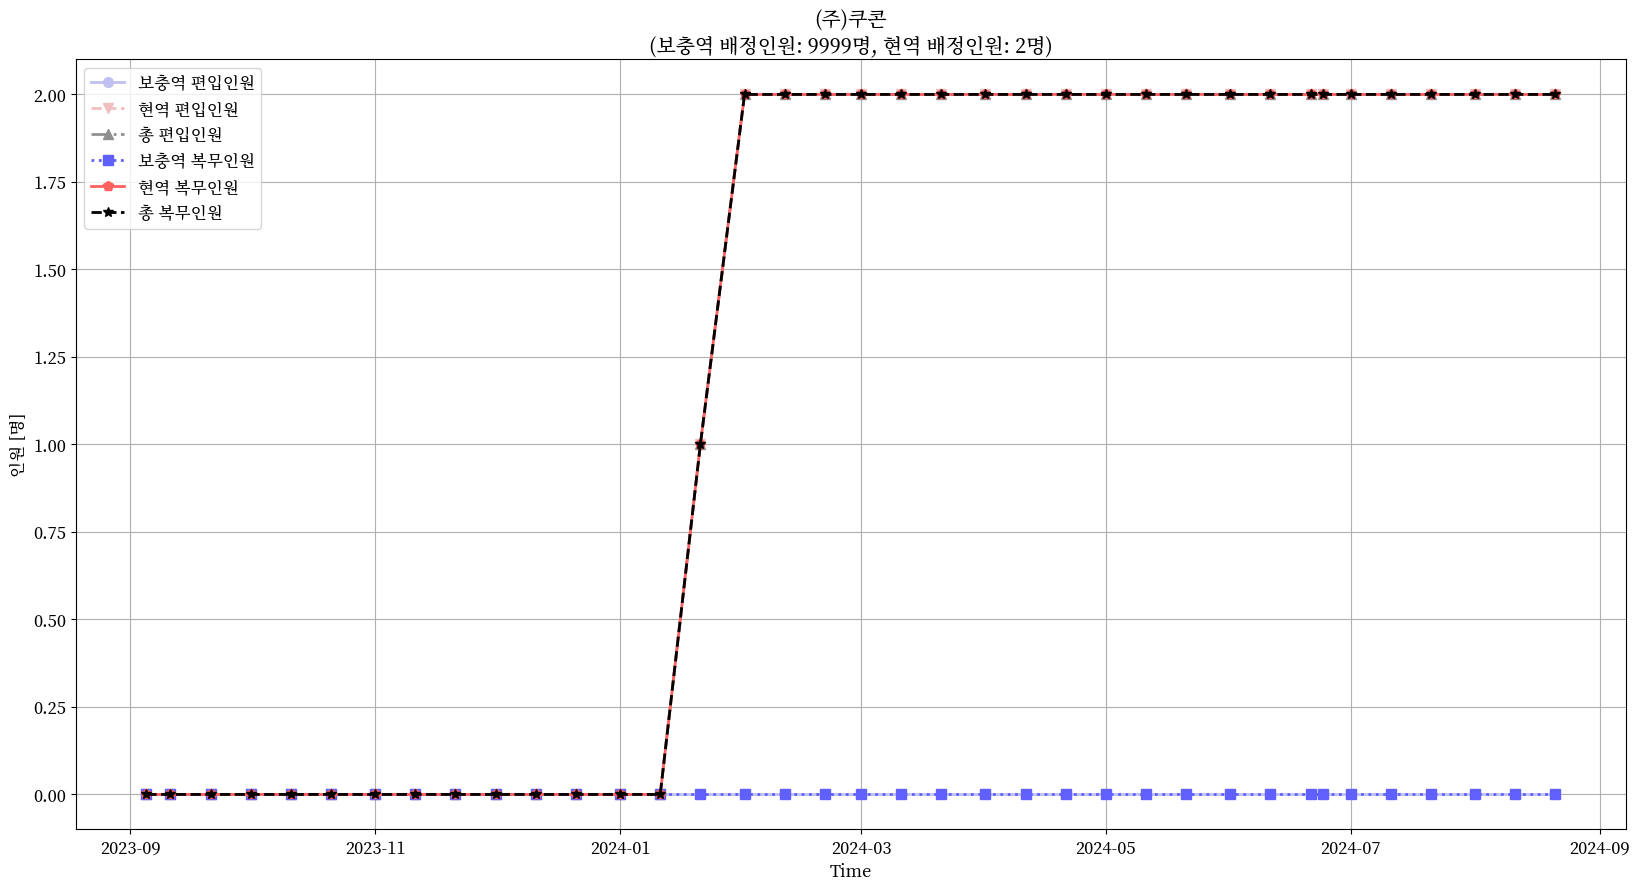 (주)쿠콘
(보충역 배정인원: 9999명, 현역 배정인원: 2명)
보충역 편입인원
현역 편입인원
총 편입인원
보충역 복무인원
현역 복무인원
총 복무인원
2.00
1.75
1.50
1.25
1.00
0.75
0.50
0.25
0.00
인원 [명]
2023-09
2023-11
2024-01
2024-03
2024-05
2024-07
2024-09
Time